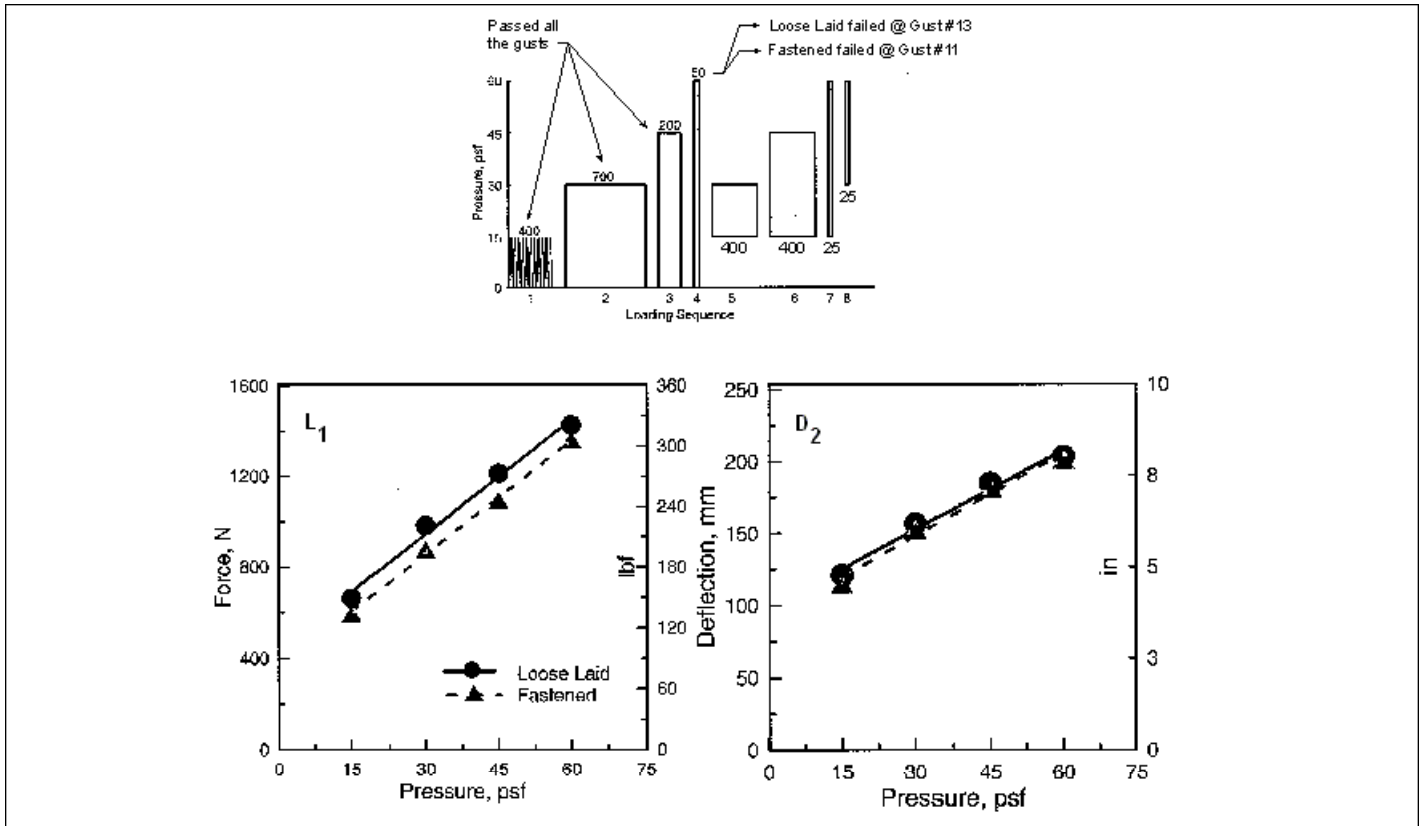 Passed all
the gusts
Loose Laid failed @ Gust #13
Fastened failed @ Gust #11
50
60
45
30
15
0
Pressure, psf
400
700
200
400
400
25
25
1 2 3 4 5 6 7 8
Loading Sequence
L1
1600
1200
800
400
0
Force, N
360
300
240
180
120
60
0
lbf
Loose Laid
Fastened
0 15 30 45 60 75
Pressure, psf
D2
250
200
150
100
50
0
Deflection, mm
10
8
5
3
0
in
0 15 30 45 60 75
Pressure, psf